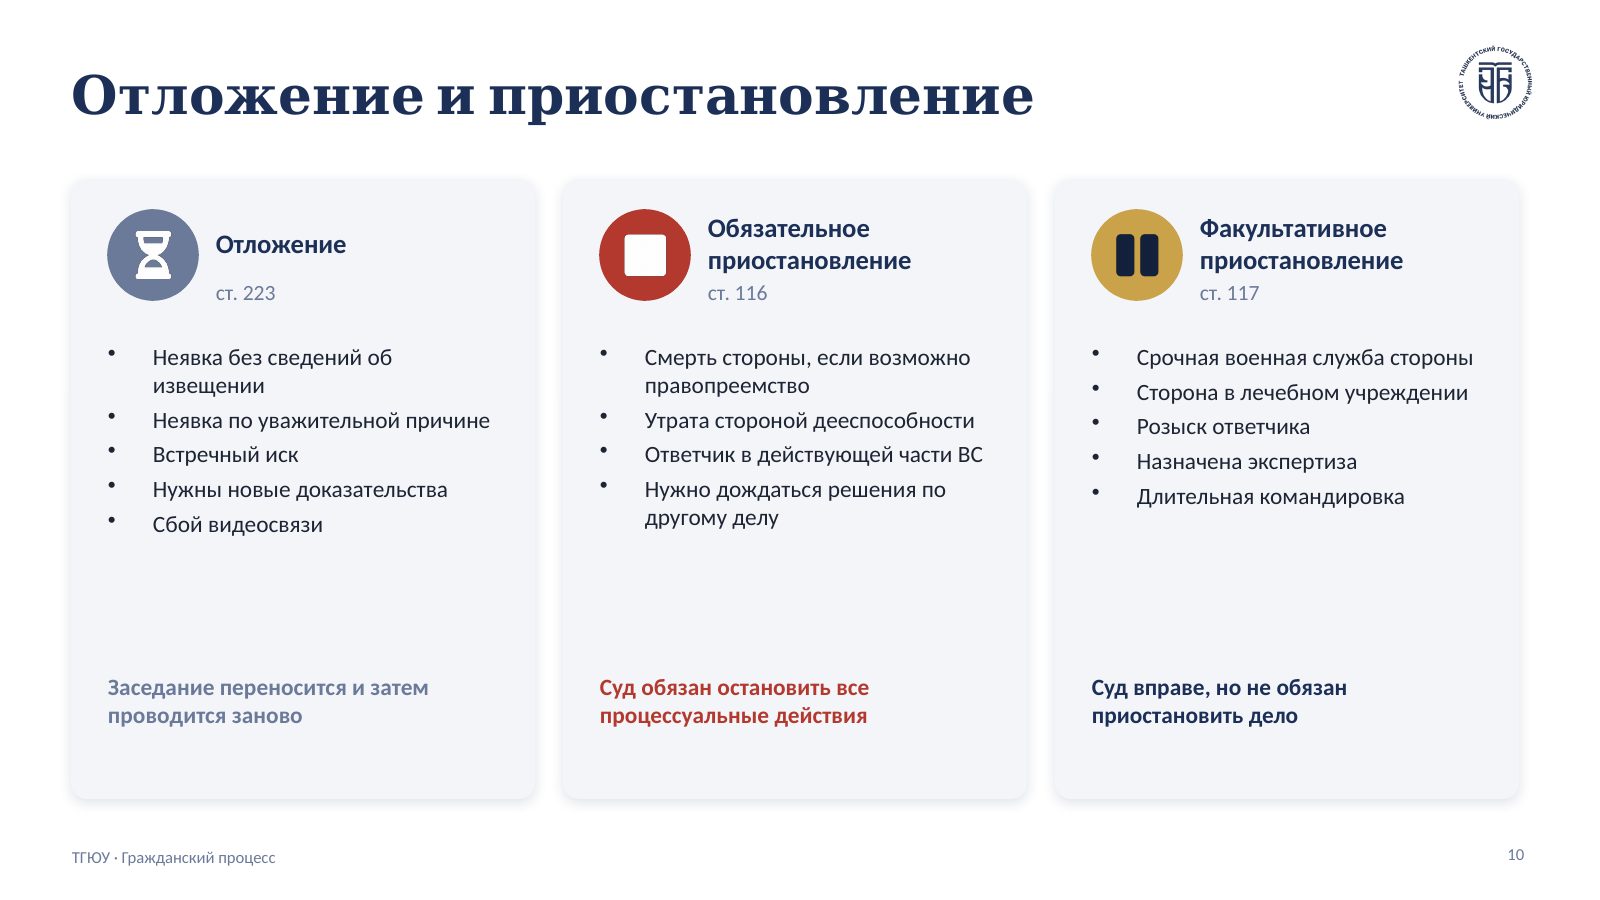 Отложение и приостановление
ТАШКЕНТСКИЙ ГОСУДАРСТВЕННЫЙ ЮРИДИЧЕСКИЙ УНИВЕРСИТЕТ
Отложение
ст. 223
• Неявка без сведений об
извещении
• Неявка по уважительной причине
• Встречный иск
• Нужны новые доказательства
• Сбой видеосвязи
Заседание переносится и затем
проводится заново
Обязательное
приостановление
ст. 116
• Смерть стороны, если возможно
правопреемство
• Утрата стороной дееспособности
• Ответчик в действующей части ВС
• Нужно дождаться решения по
другому делу
Суд обязан остановить все
процессуальные действия
Факультативное
приостановление
ст. 117
• Срочная военная служба стороны
• Сторона в лечебном учреждении
• Розыск ответчика
• Назначена экспертиза
• Длительная командировка
Суд вправе, но не обязан
приостановить дело
ТГЮУ · Гражданский процесс
10